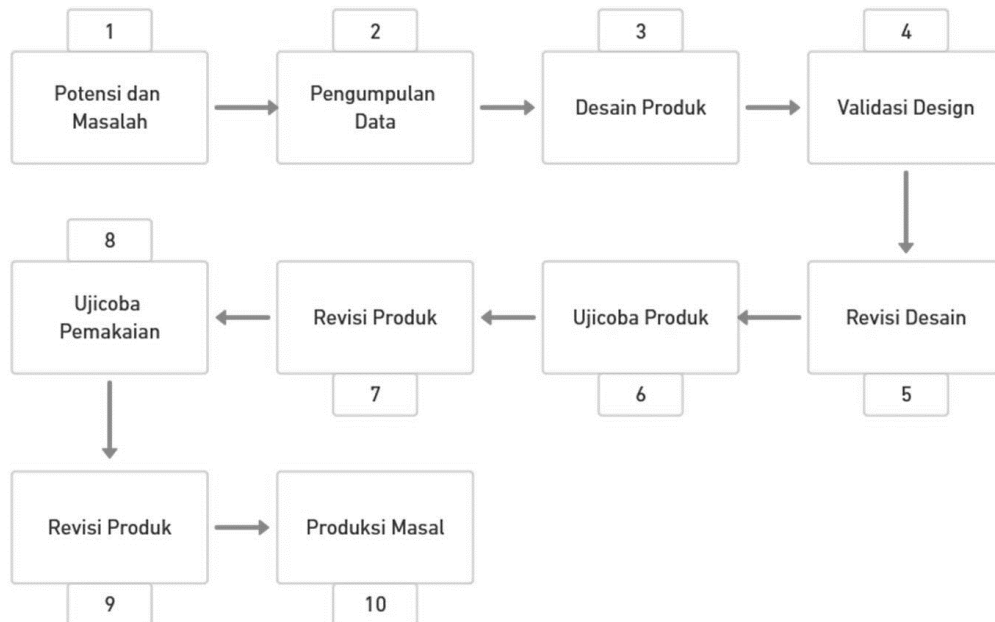 1
Potensi dan
Masalah
2
Pengumpulan
Data
3
Desain Produk
4
Validasi Design
5
Revisi Desain
6
Ujicoba Produk
7
Revisi Produk
8
Ujicoba
Pemakaian
9
Revisi Produk
10
Produksi Masal